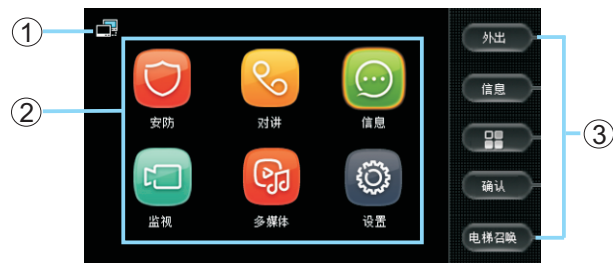 ①
②
安防 对讲 信息
监视 多媒体 设置
外出
信息
确认
电梯召唤
③